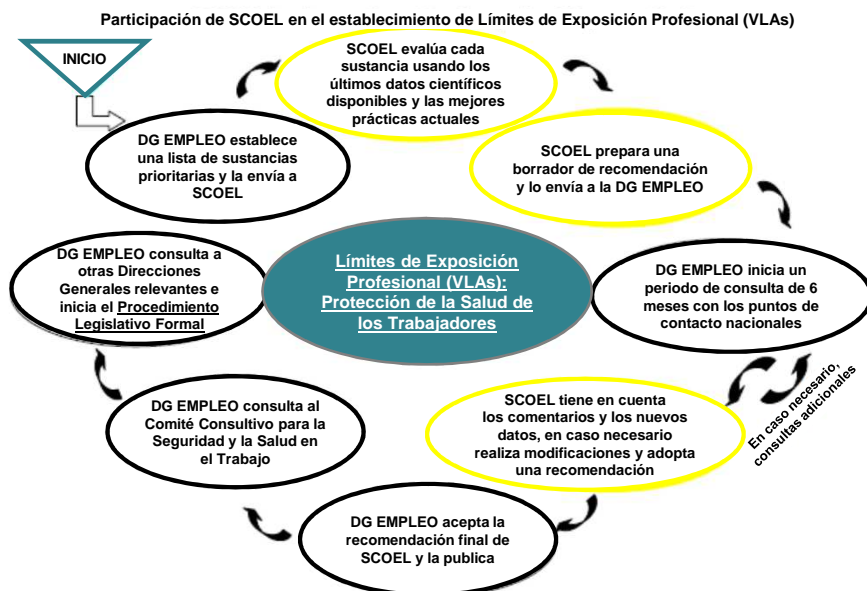 Participación de SCOEL en el establecimiento de Límites de Exposición Profesional (VLAs)
INICIO
DG EMPLEO establece
una lista de sustancias
prioritarias y la envía a
SCOEL
SCOEL evalúa cada
sustancia usando los
últimos datos científicos
disponibles y las mejores
prácticas actuales
SCOEL prepara una
borrador de recomendación
y lo envía a la DG EMPLEO
DG EMPLEO inicia un
periodo de consulta de 6
meses con los puntos de
contacto nacionales
En caso necesario,
consultas adicionales
SCOEL tiene en cuenta
los comentarios y los nuevos
datos, en caso necesario
realiza modificaciones y adopta
una recomendación
DG EMPLEO acepta la
recomendación final de
SCOEL y la publica
DG EMPLEO consulta al
Comité Consultivo para la
Seguridad y la Salud en
el Trabajo
DG EMPLEO consulta a
otras Direcciones
Generales relevantes e
inicia el Procedimiento
Legislativo Formal
Límites de Exposición
Profesional (VLAs):
Protección de la Salud de
los Trabajadores